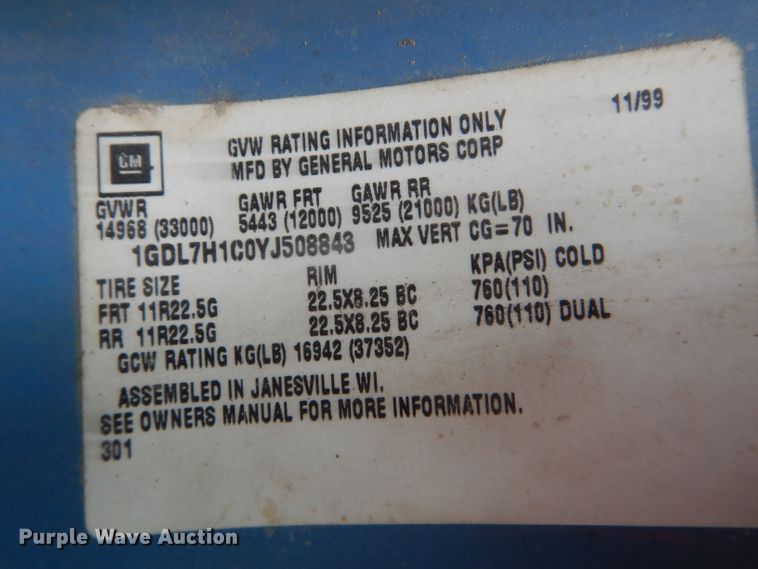 11/99
GM
GVW RATING INFORMATION ONLY
MFD BY GENERAL MOTORS CORP
GVWR GAWR FRT GAWR RR
14968 (33000) 5443 (12000) 9525 (21000) KG(LB)
1GDL7H1C0YJ508843 MAX VERT CG=70 IN.
TIRE SIZE RIM KPA(PSI) COLD
FRT 11R22.5G 22.5X8.25 BC 760(110)
RR 11R22.5G 22.5X8.25 BC 760(110) DUAL
GCW RATING KG(LB) 16942 (37352)
ASSEMBLED IN JANESVILLE WI.
SEE OWNERS MANUAL FOR MORE INFORMATION.
301
Purple Wave Auction